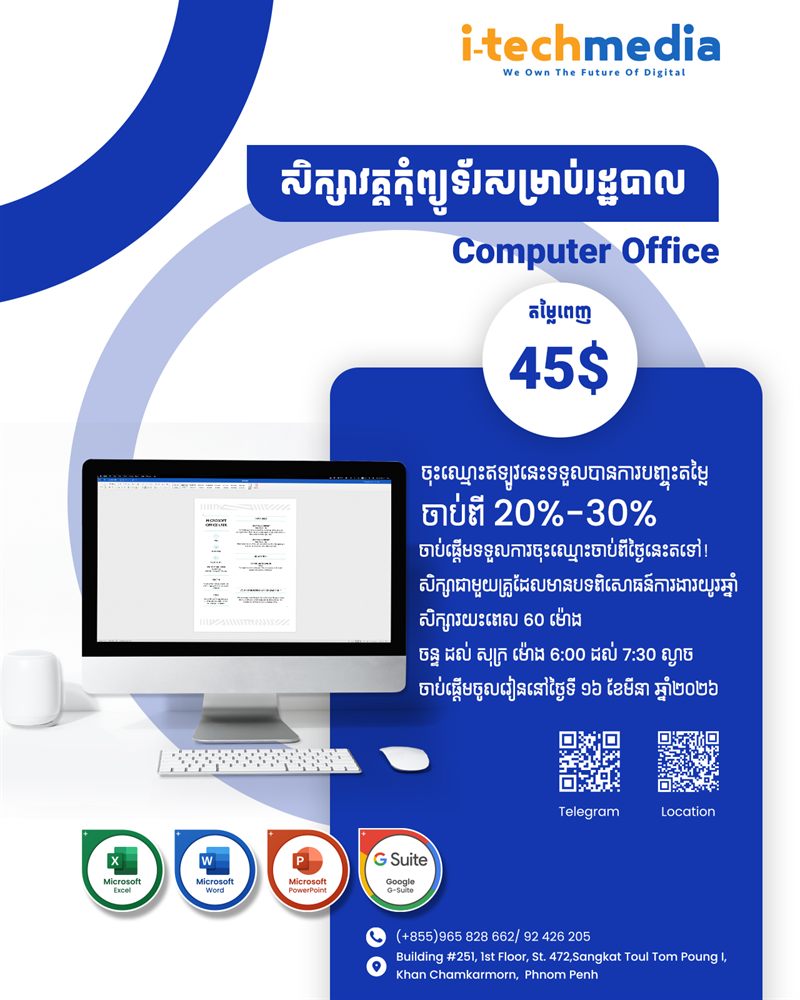 i-techmedia
We Own The Future Of Digital
សិក្សាវគ្គកុំព្យូទ័រសម្រាប់រដ្ឋបាល
Computer Office
តម្លៃពេញ
45$
ចុះឈ្មោះឥឡូវនេះទទួលបានការបញ្ចុះតម្លៃ
ចាប់ពី 20%-30%
ចាប់ផ្តើមទទួលការចុះឈ្មោះចាប់ពីថ្ងៃនេះតទៅ!
សិក្សាជាមួយគ្រូដែលមានបទពិសោធន៍ការងារយូរឆ្នាំ
សិក្សារយះពេល 60 ម៉ោង
ចន្ទ ដល់ សុក្រ ម៉ោង 6:00 ដល់ 7:30 ល្ងាច
ចាប់ផ្តើមចូលរៀននៅថ្ងៃទី ១៦ ខែមីនា ឆ្នាំ២០២៦
MICROSOFT
OFFICE LABS
Telegram
Location
Microsoft
Excel
Microsoft
Word
Microsoft
PowerPoint
G Suite
Google
G-Suite
(+855)965 828 662/ 92 426 205
Building #251, 1st Floor, St. 472,Sangkat Toul Tom Poung I,
Khan Chamkarmorn, Phnom Penh